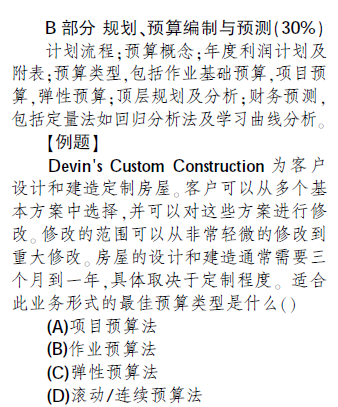 B 部分 规划、预算编制与预测(30%)
计划流程;预算概念;年度利润计划及
附表;预算类型,包括作业基础预算,项目预
算,弹性预算;顶层规划及分析;财务预测,
包括定量法如回归分析法及学习曲线分析。
【例题】
Devin's Custom Construction 为客户
设计和建造定制房屋。客户可以从多个基
本方案中选择,并可以对这些方案进行修
改。修改的范围可以从非常轻微的修改到
重大修改。房屋的设计和建造通常需要三
个月到一年,具体取决于定制程度。 适合
此业务形式的最佳预算类型是什么()
(A)项目预算法
(B)作业预算法
(C)弹性预算法
(D)滚动/连续预算法